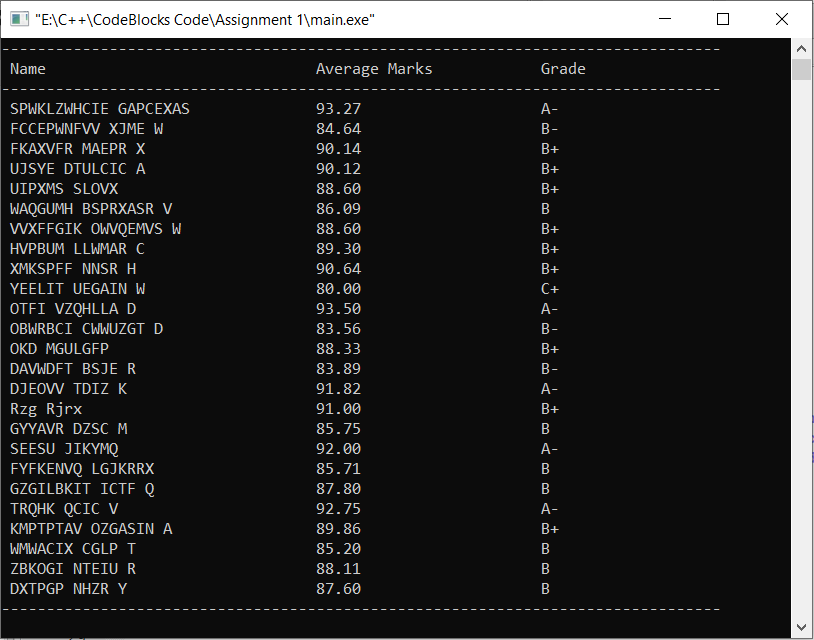 "E:\C++\CodeBlocks Code\Assignment 1\main.exe"
--------------------------------------------------------------------------------
Name Average Marks Grade
--------------------------------------------------------------------------------
SPWKLZWHCIE GAPCEXAS 93.27 A-
FCCEPWNFVV XJME W 84.64 B-
FKAXVFR MAEPR X 90.14 B+
UJSYE DTULCIC A 90.12 B+
UIPXMS SLOVX 88.60 B+
WAQGUMH BSPRXASR V 86.09 B
VVXFFGIK OWVQEMVS W 88.60 B+
HVPBUM LLWMAR C 89.30 B+
XMKSPFF NNSR H 90.64 B+
YEELIT UEGAIN W 80.00 C+
OTFI VZQHLLA D 93.50 A-
OBWRBCI CWWUZGT D 83.56 B-
OKD MGULGFP 88.33 B+
DAVWDFT BSJE R 83.89 B-
DJEOVV TDIZ K 91.82 A-
Rzg Rjrx 91.00 B+
GYYAVR DZSC M 85.75 B
SEESU JIKYMQ 92.00 A-
FYFKENVQ LGJKRRX 85.71 B
GZGILBKIT ICTF Q 87.80 B
TRQHK QCIC V 92.75 A-
KMPTPTAV OZGASIN A 89.86 B+
WMWACIX CGLP T 85.20 B
ZBKOGI NTEIU R 88.11 B
DXTPGP NHZR Y 87.60 B
--------------------------------------------------------------------------------